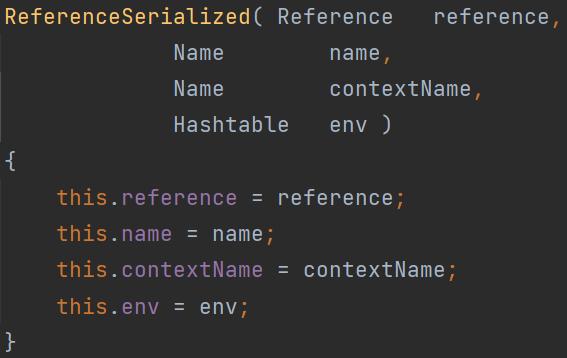 ReferenceSerialized( Reference   reference,
             Name        name,
             Name        contextName,
             Hashtable   env )
{
    this.reference = reference;
    this.name = name;
    this.contextName = contextName;
    this.env = env;
}